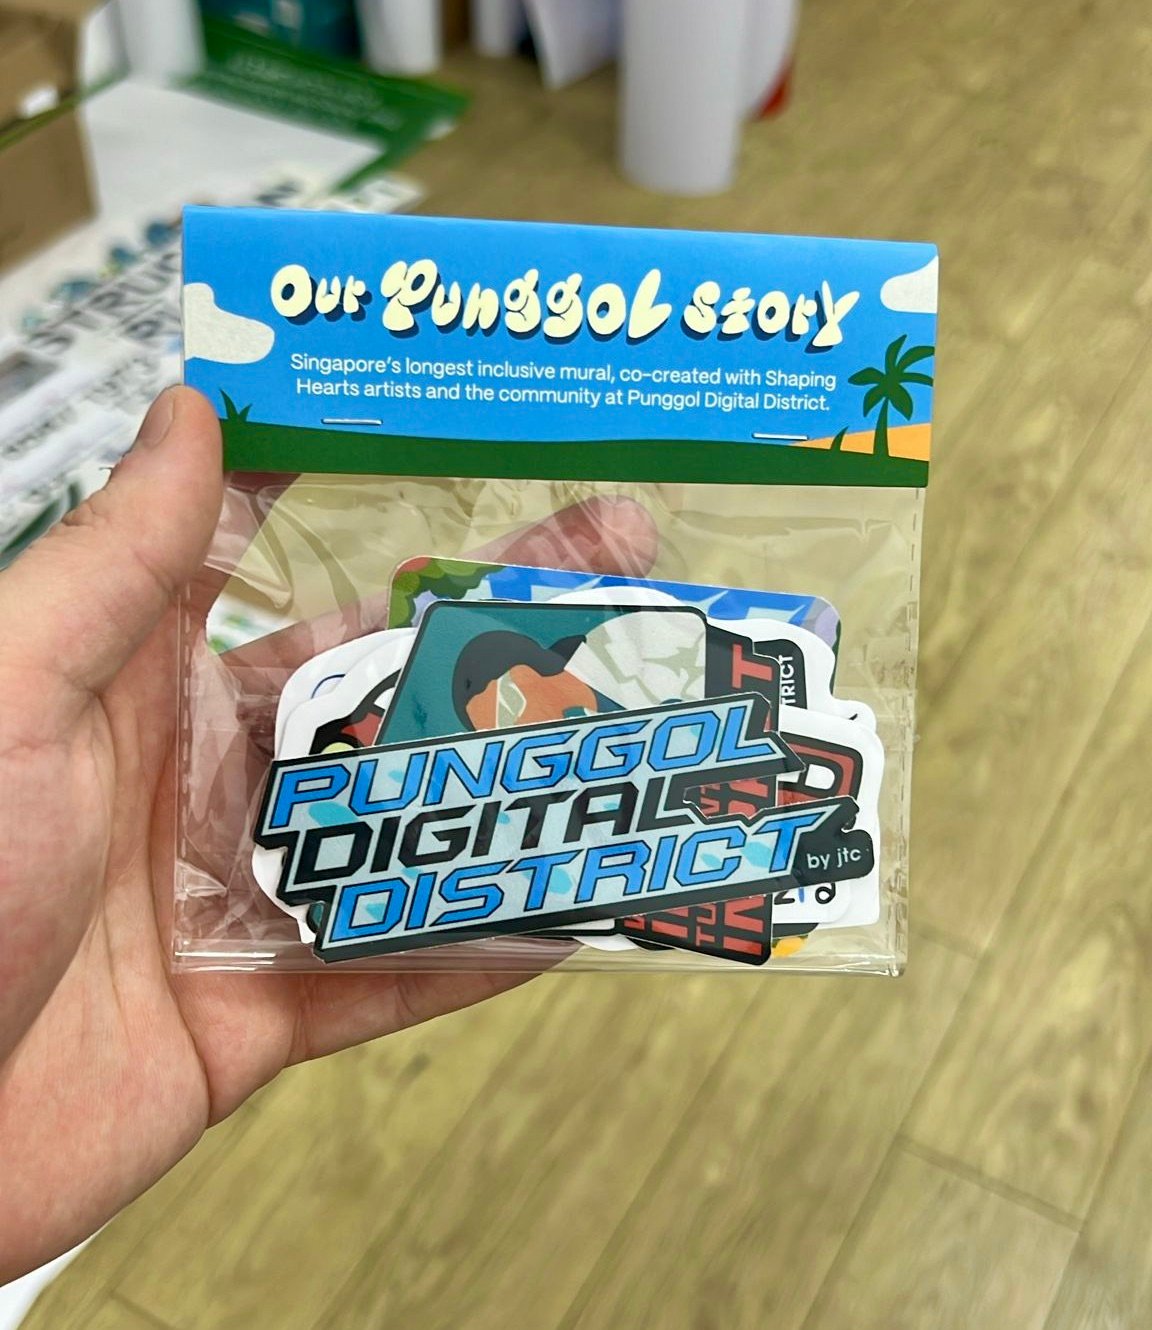 Our Punggol Story
Singapore's longest inclusive mural, co-created with Shaping
Hearts artists and the community at Punggol Digital District.
PUNGGOL
DIGITAL
DISTRICT
by jtc
TRICT